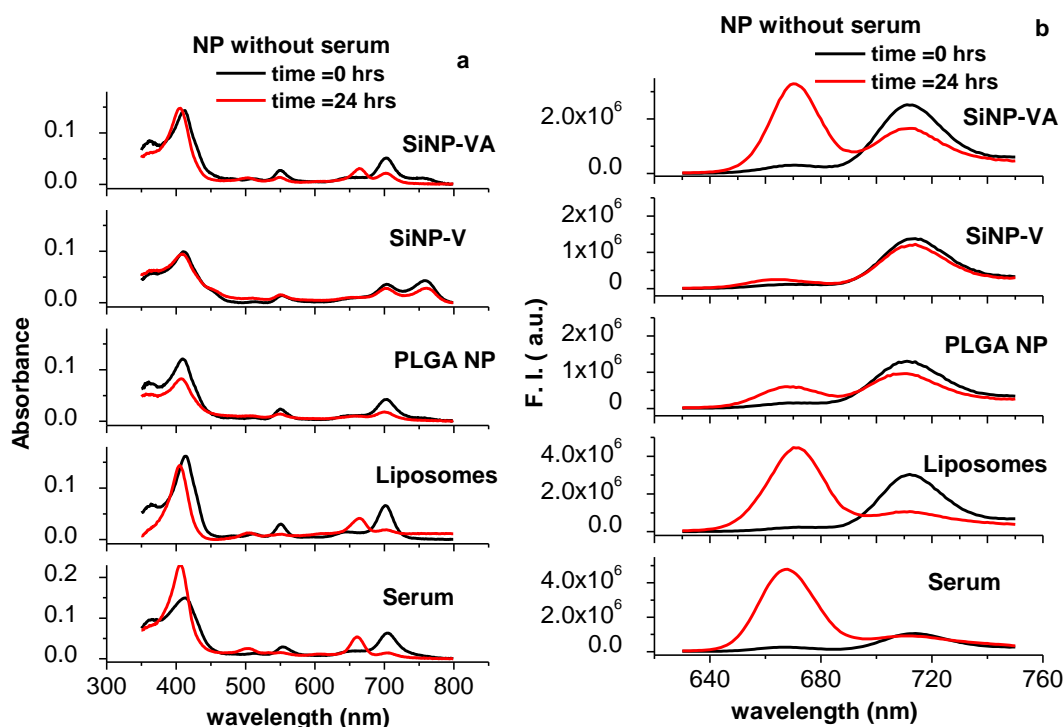 NP without serum
time =0 hrs
time =24 hrs
a
SiNP-VA
0.1
0.0
SiNP-V
0.1
0.0
PLGA NP
0.1
0.0
Liposomes
0.1
0.0
Serum
0.2
0.1
0.0
300 400 500 600 700 800
wavelength (nm)
Absorbance
NP without serum
b
time =0 hrs
time =24 hrs
SiNP-VA
2.0x10⁶
0.0
SiNP-V
2x10⁶
1x10⁶
0
PLGA NP
2x10⁶
1x10⁶
0
Liposomes
4.0x10⁶
2.0x10⁶
0.0
Serum
4.0x10⁶
2.0x10⁶
0.0
640 680 720 760
wavelength (nm)
F. I. ( a.u.)